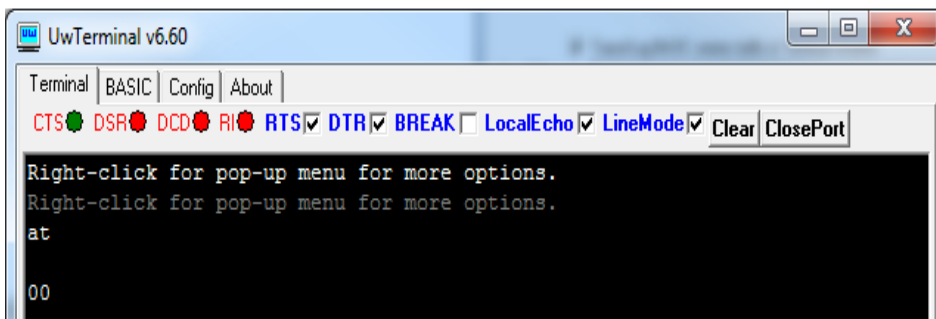 UwTerminal v6.60
Terminal BASIC Config About
CTS DSR DCD RI RTS DTR BREAK LocalEcho LineMode Clear ClosePort
Right-click for pop-up menu for more options.
Right-click for pop-up menu for more options.
at
00